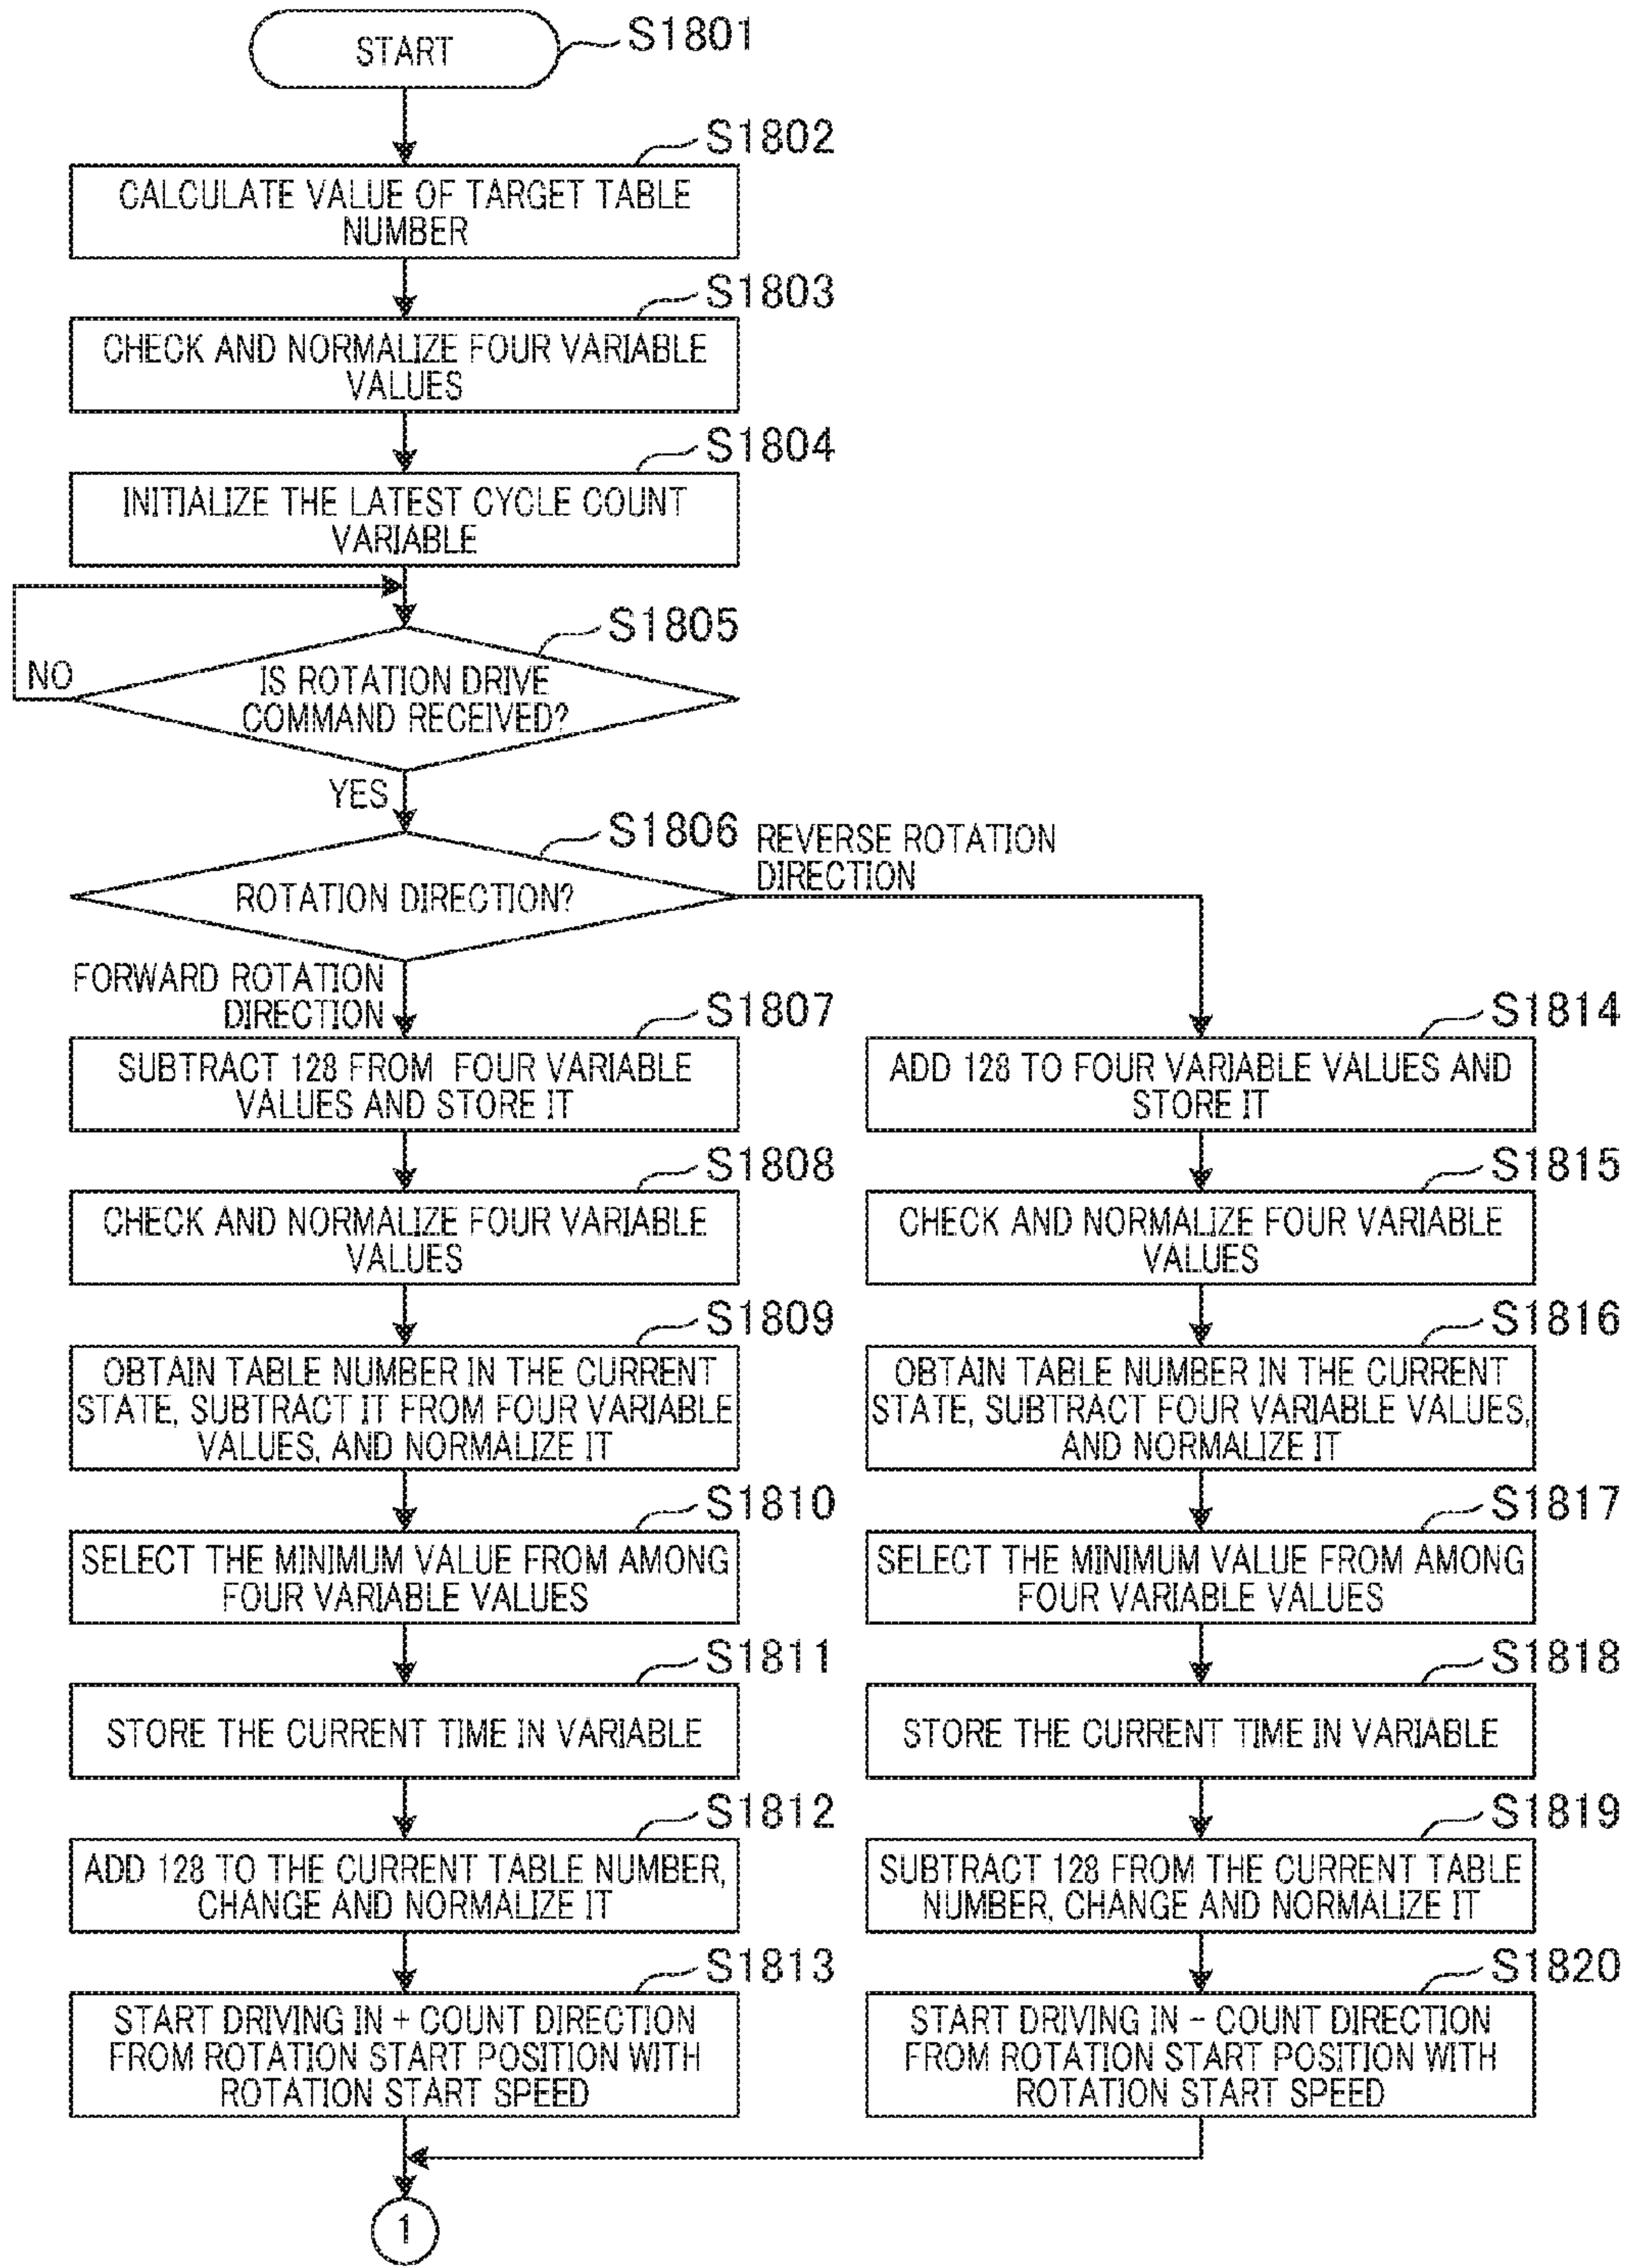 START
S1801
S1802
CALCULATE VALUE OF TARGET TABLE
NUMBER
S1803
CHECK AND NORMALIZE FOUR VARIABLE
VALUES
S1804
INITIALIZE THE LATEST CYCLE COUNT
VARIABLE
S1805
IS ROTATION DRIVE
COMMAND RECEIVED?
NO
YES
S1806
ROTATION DIRECTION?
REVERSE ROTATION
DIRECTION
FORWARD ROTATION
DIRECTION
S1807
SUBTRACT 128 FROM FOUR VARIABLE
VALUES AND STORE IT
S1808
CHECK AND NORMALIZE FOUR VARIABLE
VALUES
S1809
OBTAIN TABLE NUMBER IN THE CURRENT
STATE, SUBTRACT IT FROM FOUR VARIABLE
VALUES, AND NORMALIZE IT
S1810
SELECT THE MINIMUM VALUE FROM AMONG
FOUR VARIABLE VALUES
S1811
STORE THE CURRENT TIME IN VARIABLE
S1812
ADD 128 TO THE CURRENT TABLE NUMBER,
CHANGE AND NORMALIZE IT
S1813
START DRIVING IN + COUNT DIRECTION
FROM ROTATION START POSITION WITH
ROTATION START SPEED
S1814
ADD 128 TO FOUR VARIABLE VALUES AND
STORE IT
S1815
CHECK AND NORMALIZE FOUR VARIABLE
VALUES
S1816
OBTAIN TABLE NUMBER IN THE CURRENT
STATE, SUBTRACT FOUR VARIABLE VALUES,
AND NORMALIZE IT
S1817
SELECT THE MINIMUM VALUE FROM AMONG
FOUR VARIABLE VALUES
S1818
STORE THE CURRENT TIME IN VARIABLE
S1819
SUBTRACT 128 FROM THE CURRENT TABLE
NUMBER, CHANGE AND NORMALIZE IT
S1820
START DRIVING IN - COUNT DIRECTION
FROM ROTATION START POSITION WITH
ROTATION START SPEED
1